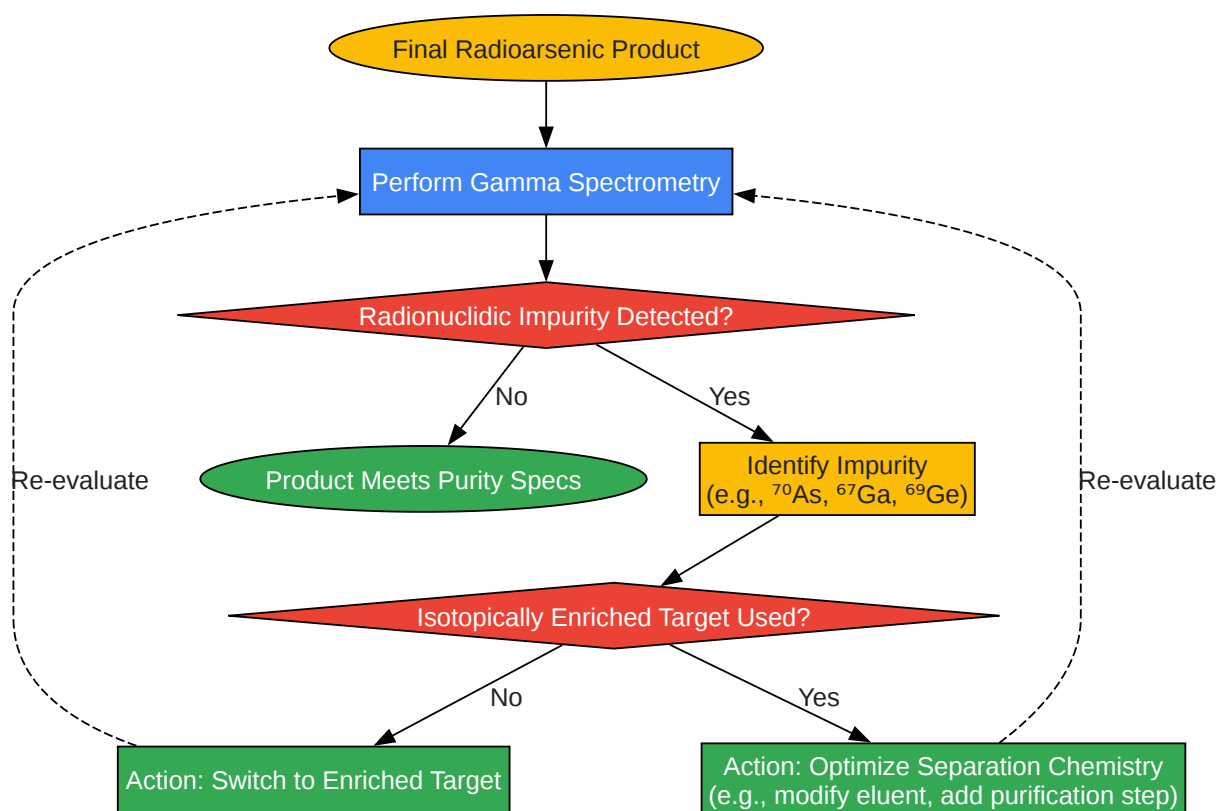 Final Radioarsenic Product
Perform Gamma Spectrometry
Radionuclidic Impurity Detected?
No
Yes
Product Meets Purity Specs
Identify Impurity
(e.g., ⁷⁰As, ⁶⁷Ga, ⁶⁹Ge)
Re-evaluate
Re-evaluate
Isotopically Enriched Target Used?
No
Yes
Action: Switch to Enriched Target
Action: Optimize Separation Chemistry
(e.g., modify eluent, add purification step)